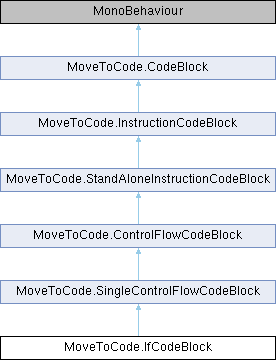 MonoBehaviour
MoveToCode.CodeBlock
MoveToCode.InstructionCodeBlock
MoveToCode.StandAloneInstructionCodeBlock
MoveToCode.ControlFlowCodeBlock
MoveToCode.SingleControlFlowCodeBlock
MoveToCode.IfCodeBlock